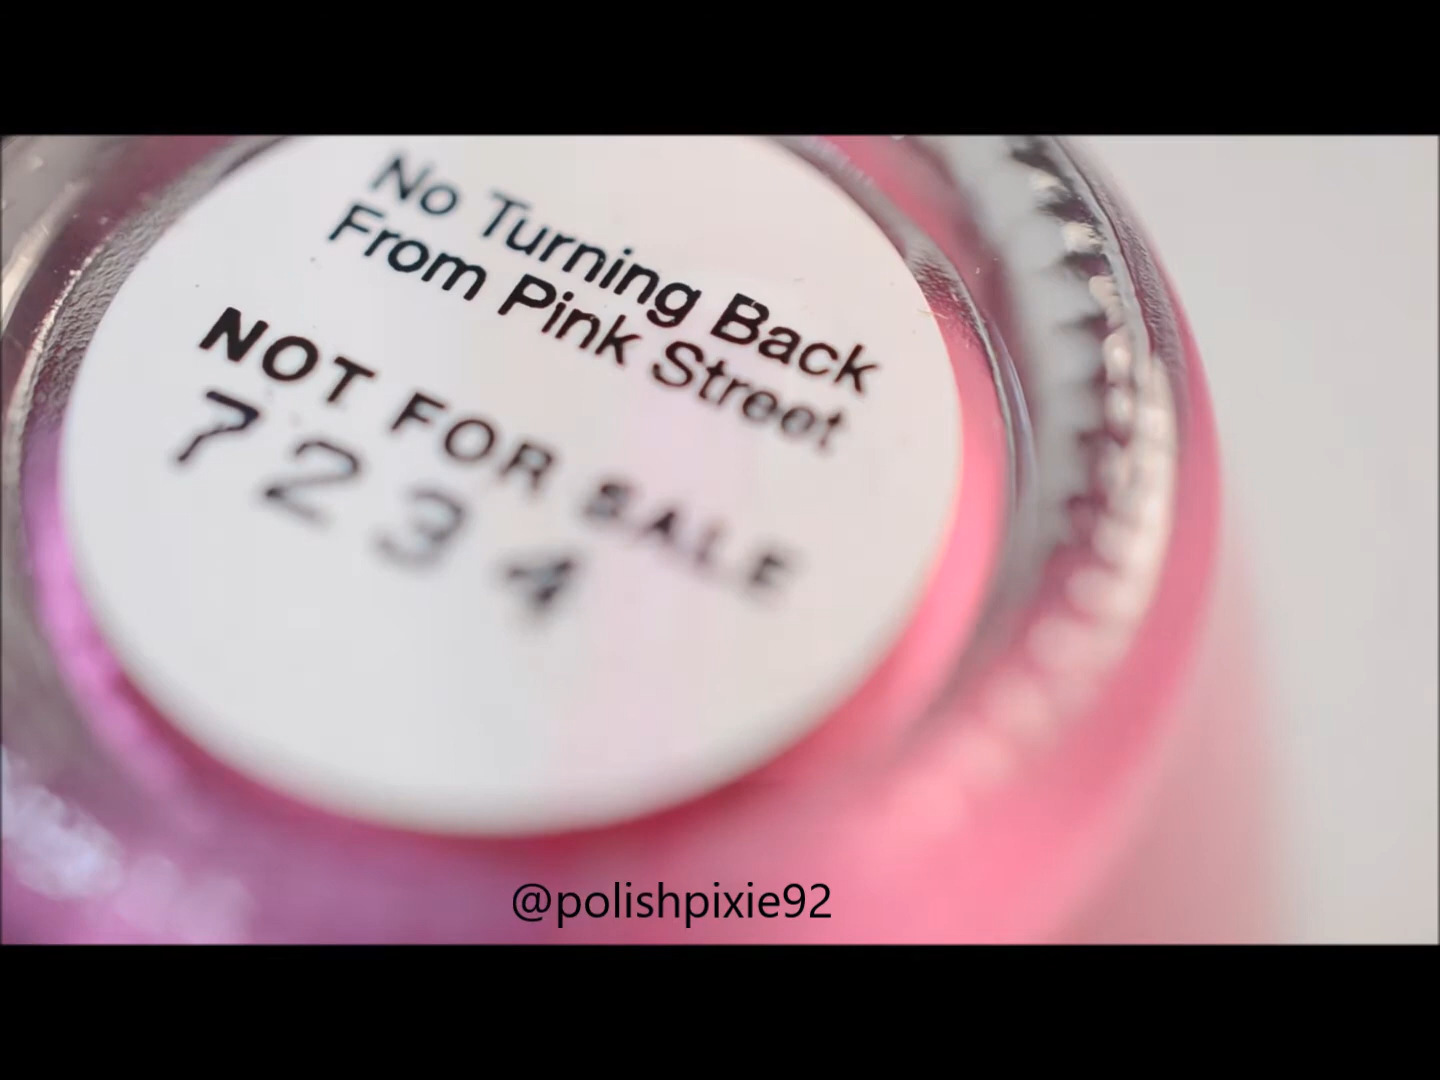 No Turning Back
From Pink Street
NOT FOR SALE
7234
@polishpixie92